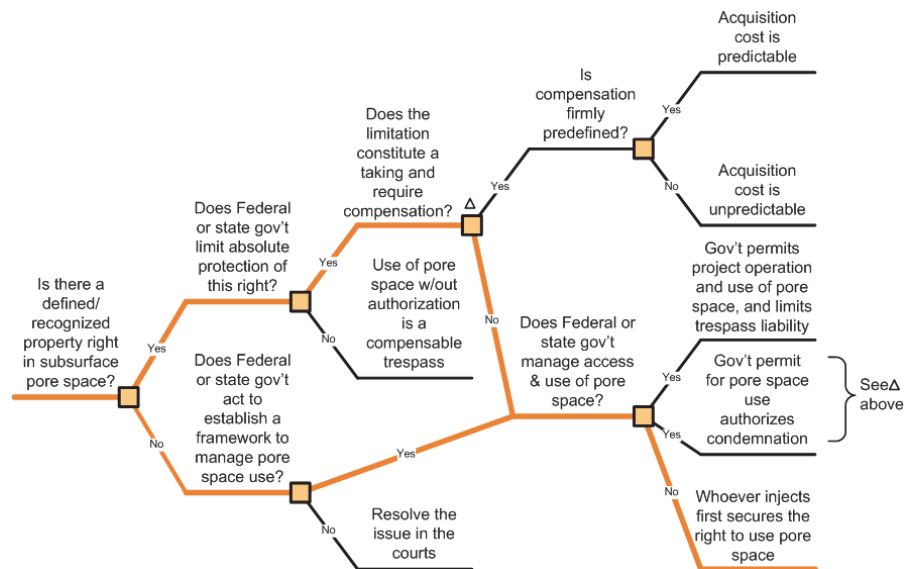 Is there a
defined/
recognized
property right
in subsurface
pore space?
Yes
No
Does Federal
or state gov't
limit absolute
protection of
this right?
Yes
No
Does Federal
or state gov't
act to
establish a
framework to
manage pore
space use?
Yes
No
Does the
limitation
constitute a
taking and
require
compensation?
Δ
Yes
No
Use of pore
space w/out
authorization
is a
compensable
trespass
Resolve the
issue in the
courts
Is
compensation
firmly
predefined?
Yes
No
Does Federal or
state gov't
manage access
& use of pore
space?
Yes
Yes
No
Acquisition
cost is
predictable
Acquisition
cost is
unpredictable
Gov't permits
project operation
and use of pore
space, and limits
trespass liability
Gov't permit
for pore space
use
authorizes
condemnation
SeeΔ
above
Whoever injects
first secures the
right to use pore
space